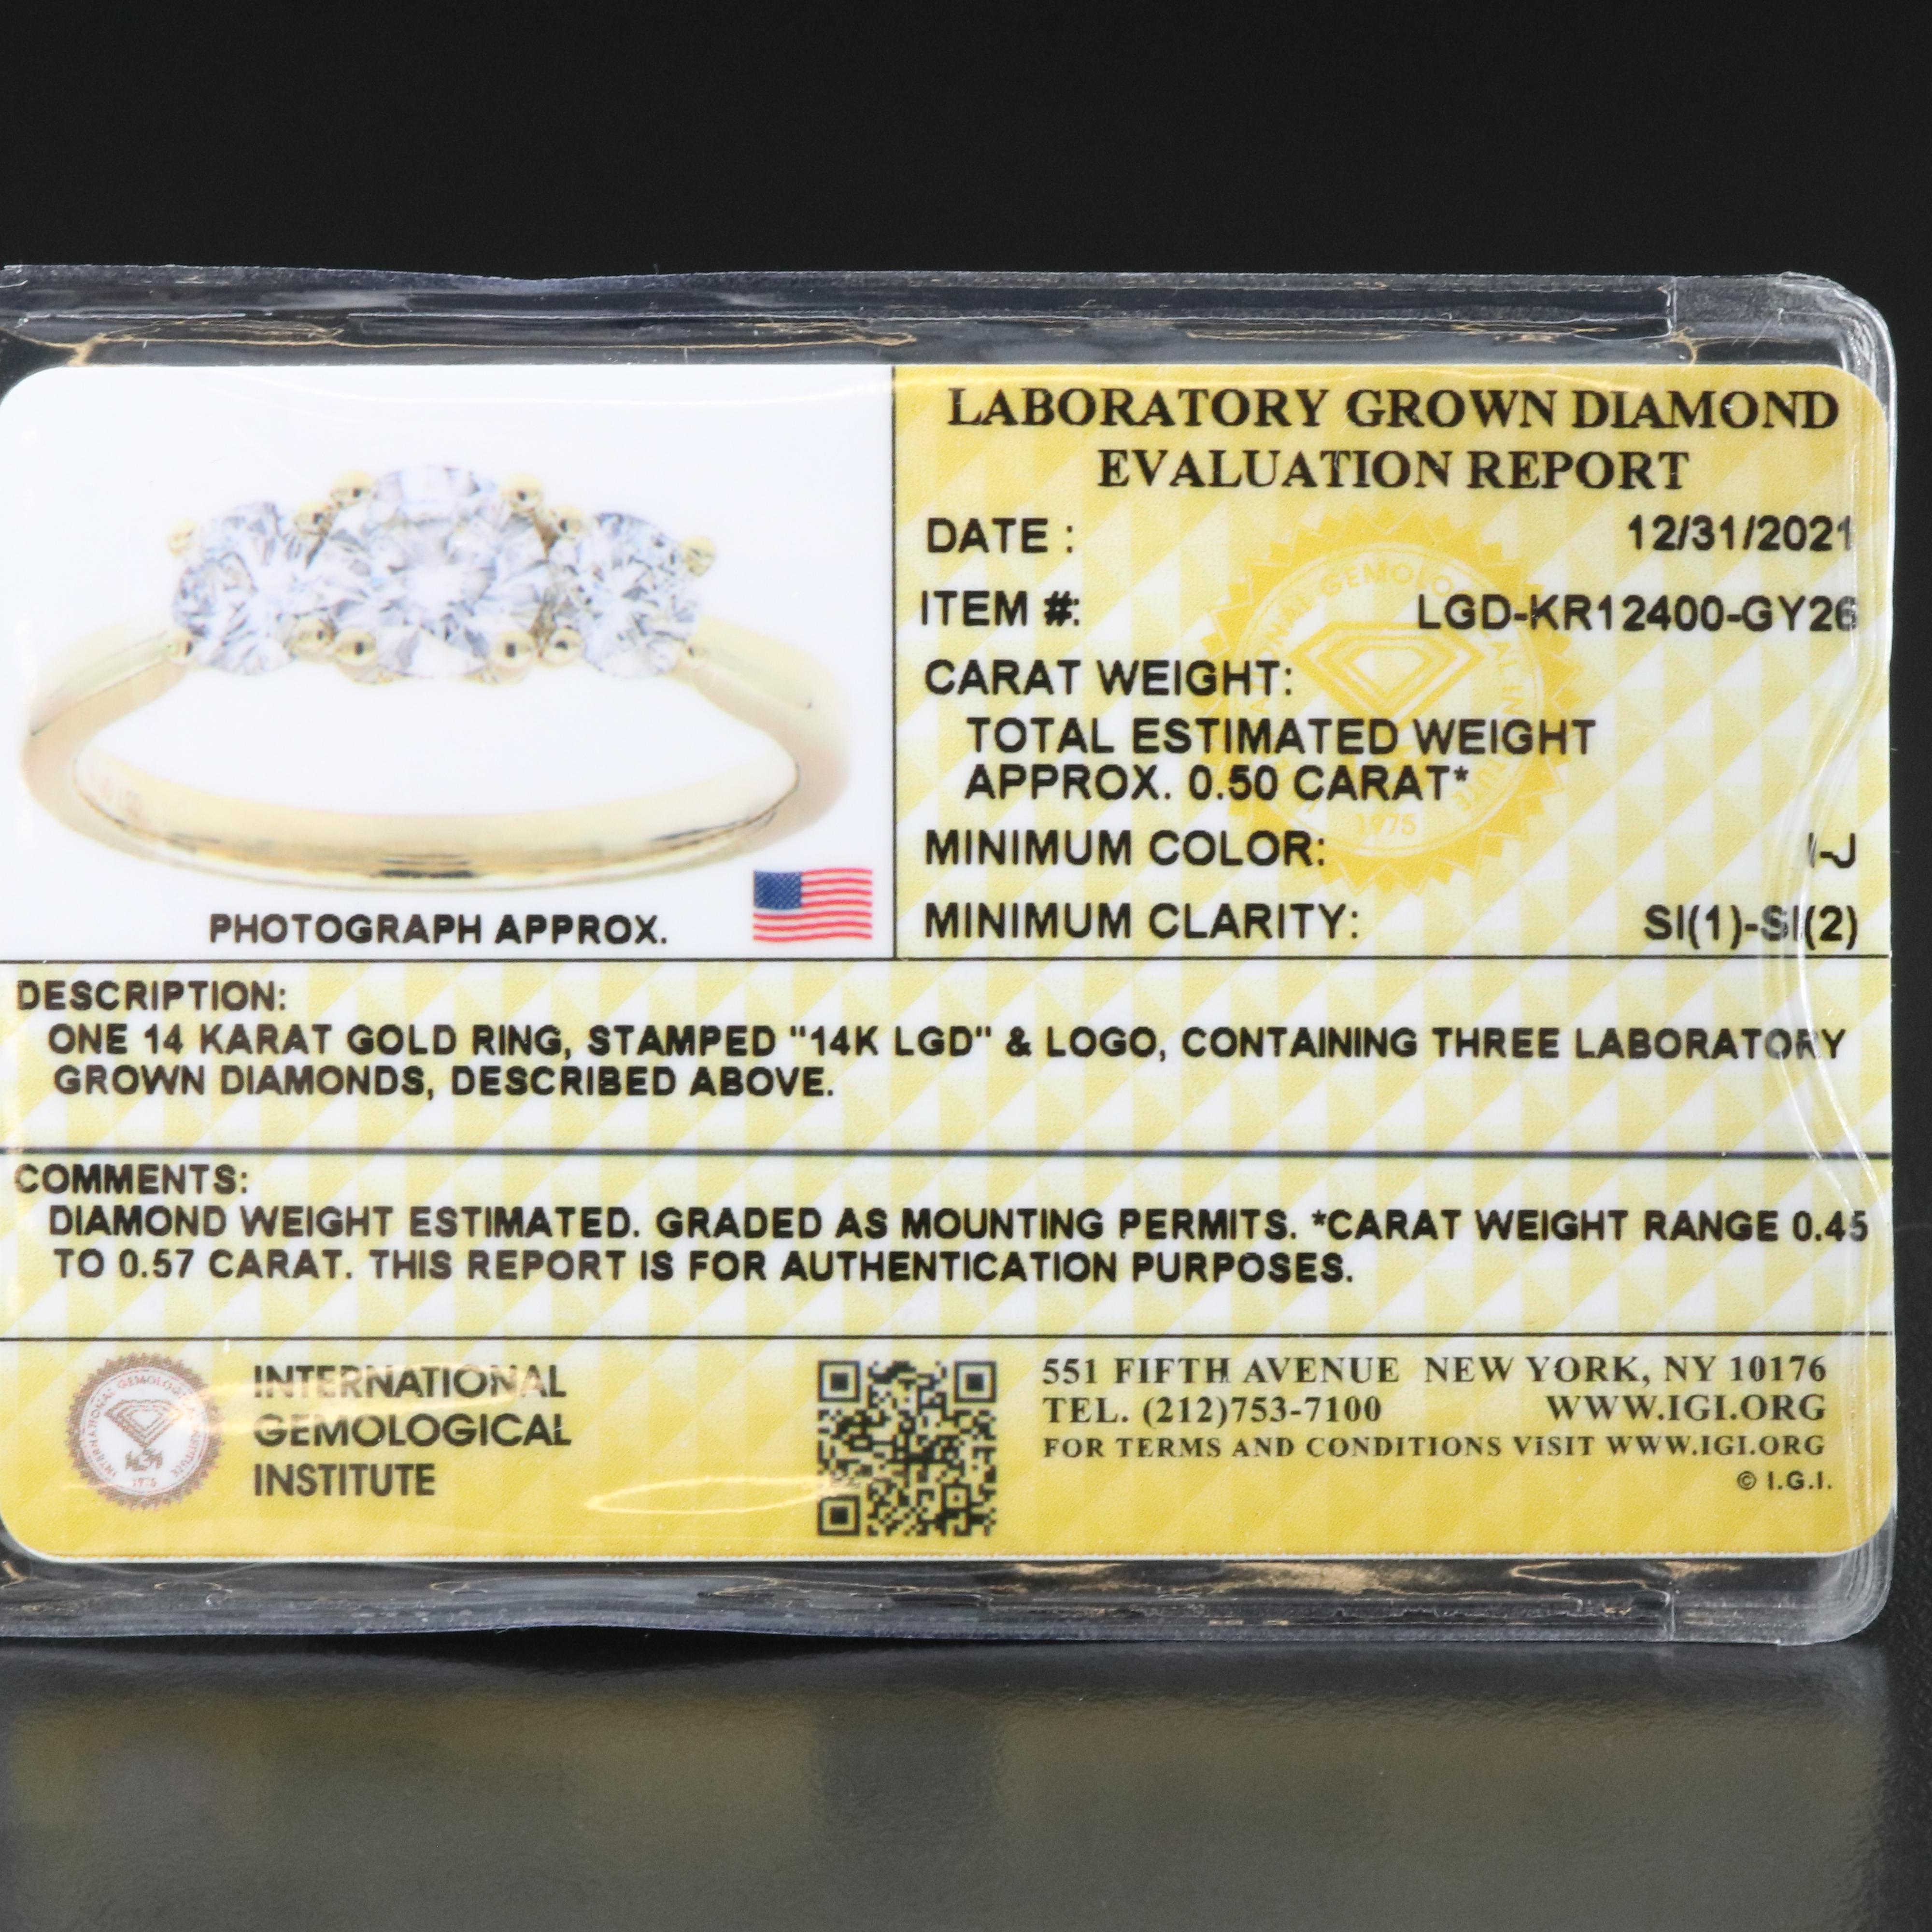 LABORATORY GROWN DIAMOND
EVALUATION REPORT
DATE : 12/31/2021
ITEM #: LGD-KR12400-GY26
CARAT WEIGHT:
TOTAL ESTIMATED WEIGHT
APPROX. 0.50 CARAT*
MINIMUM COLOR: I-J
MINIMUM CLARITY: SI(1)-SI(2)
1975
PHOTOGRAPH APPROX.
DESCRIPTION:
ONE 14 KARAT GOLD RING, STAMPED "14K LGD" & LOGO, CONTAINING THREE LABORATORY
GROWN DIAMONDS, DESCRIBED ABOVE.
COMMENTS:
DIAMOND WEIGHT ESTIMATED. GRADED AS MOUNTING PERMITS. *CARAT WEIGHT RANGE 0.45
TO 0.57 CARAT. THIS REPORT IS FOR AUTHENTICATION PURPOSES.
INTERNATIONAL
GEMOLOGICAL
INSTITUTE
551 FIFTH AVENUE NEW YORK, NY 10176
TEL. (212)753-7100 WWW.IGI.ORG
FOR TERMS AND CONDITIONS VISIT WWW.IGI.ORG
© I.G.I.